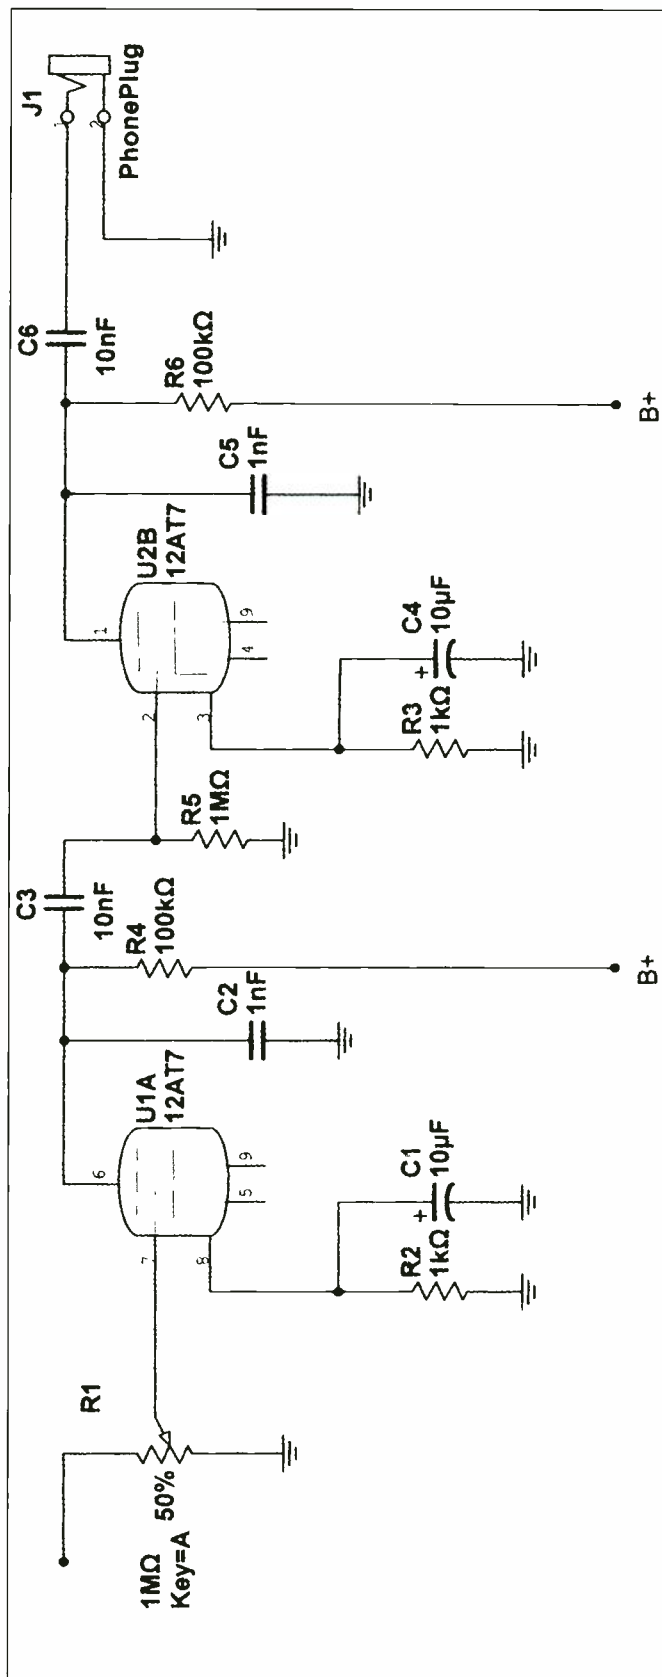 R1
1MΩ
50%
Key=A
7
8
6
U1A
12AT7
5
9
R2
1kΩ
+
C1
10µF
C2
1nF
R4
100kΩ
B+
C3
10nF
R5
1MΩ
2
3
1
U2B
12AT7
4
9
R3
1kΩ
+
C4
10µF
C5
1nF
R6
100kΩ
B+
C6
10nF
J1
1
2
PhonePlug